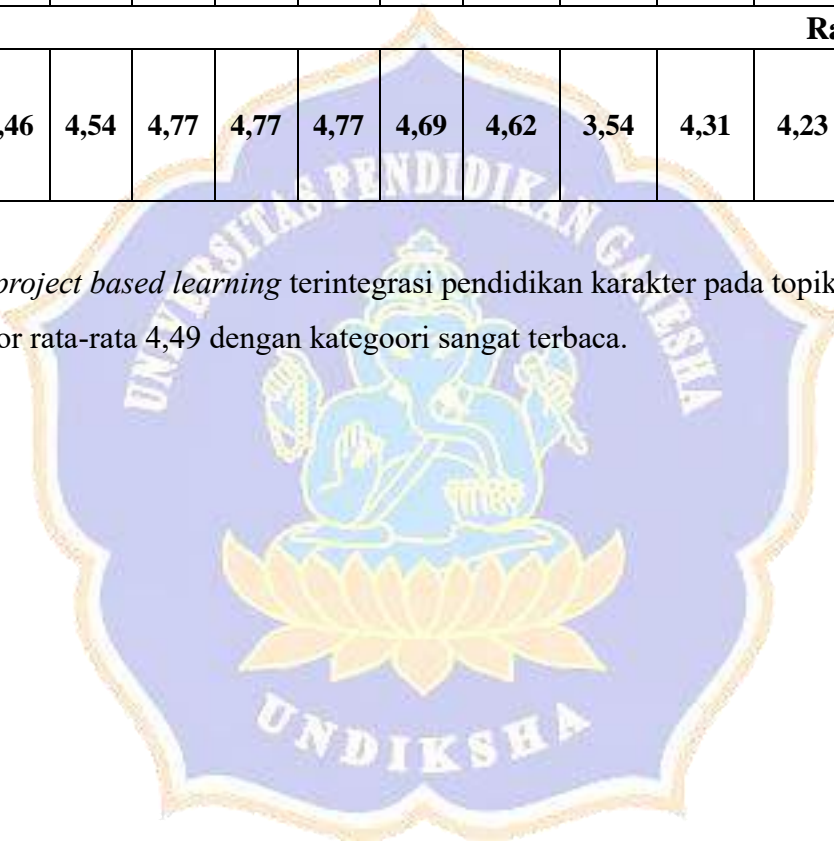 Ra
,46 4,54 4,77 4,77 4,77 4,69 4,62 3,54 4,31 4,23
project based learning terintegrasi pendidikan karakter pada topik
or rata-rata 4,49 dengan kategoori sangat terbaca.
UNIVERSITAS PENDIDIKAN GANESHA
UNDIKSHA